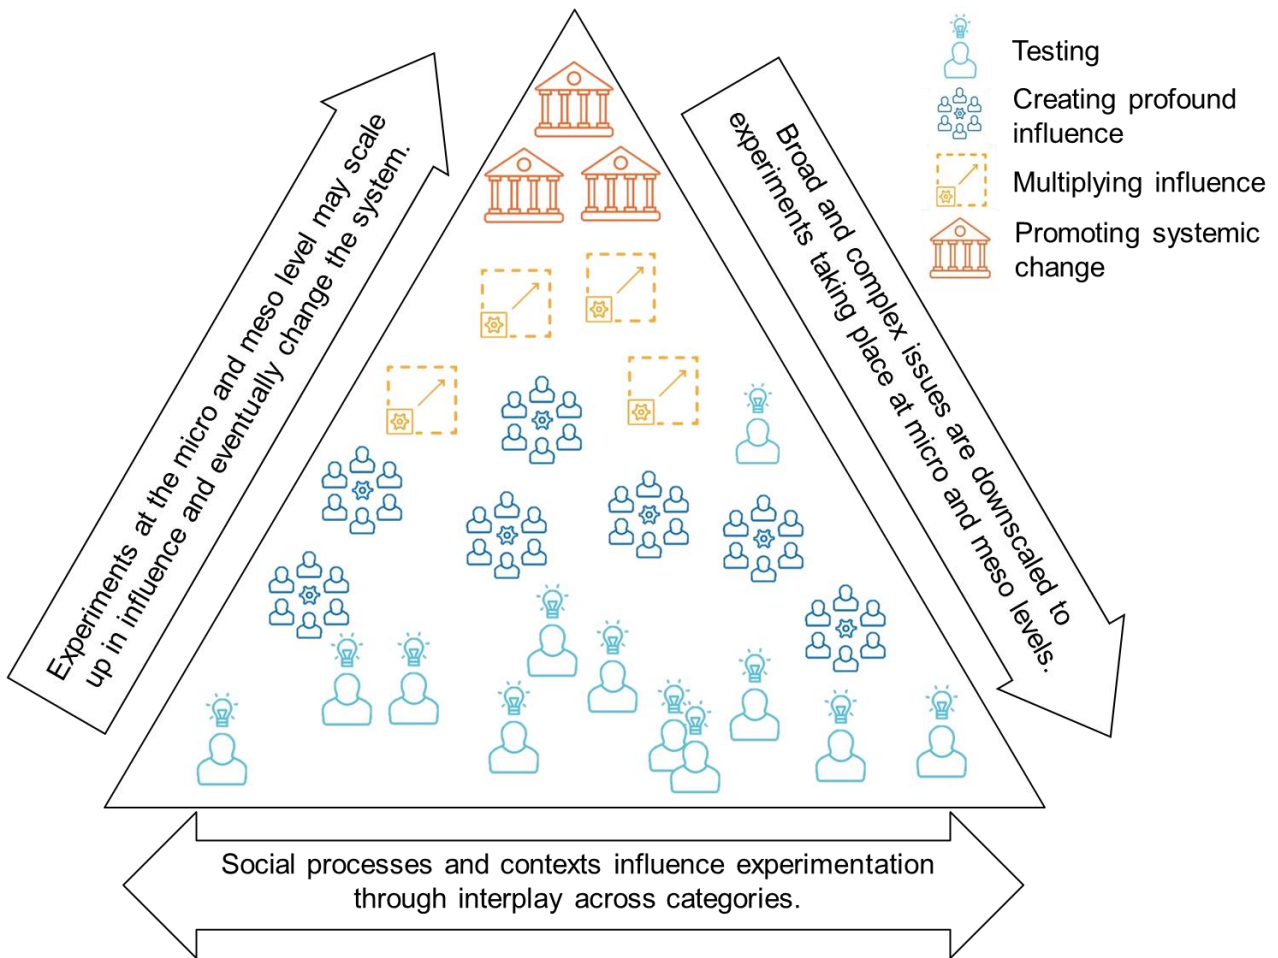 Testing
Creating profound
influence
Multiplying influence
Promoting systemic
change
Experiments at the micro and meso level may scale
up in influence and eventually change the system.
Broad and complex issues are downscaled to
experiments taking place at micro and meso levels.
Social processes and contexts influence experimentation
through interplay across categories.